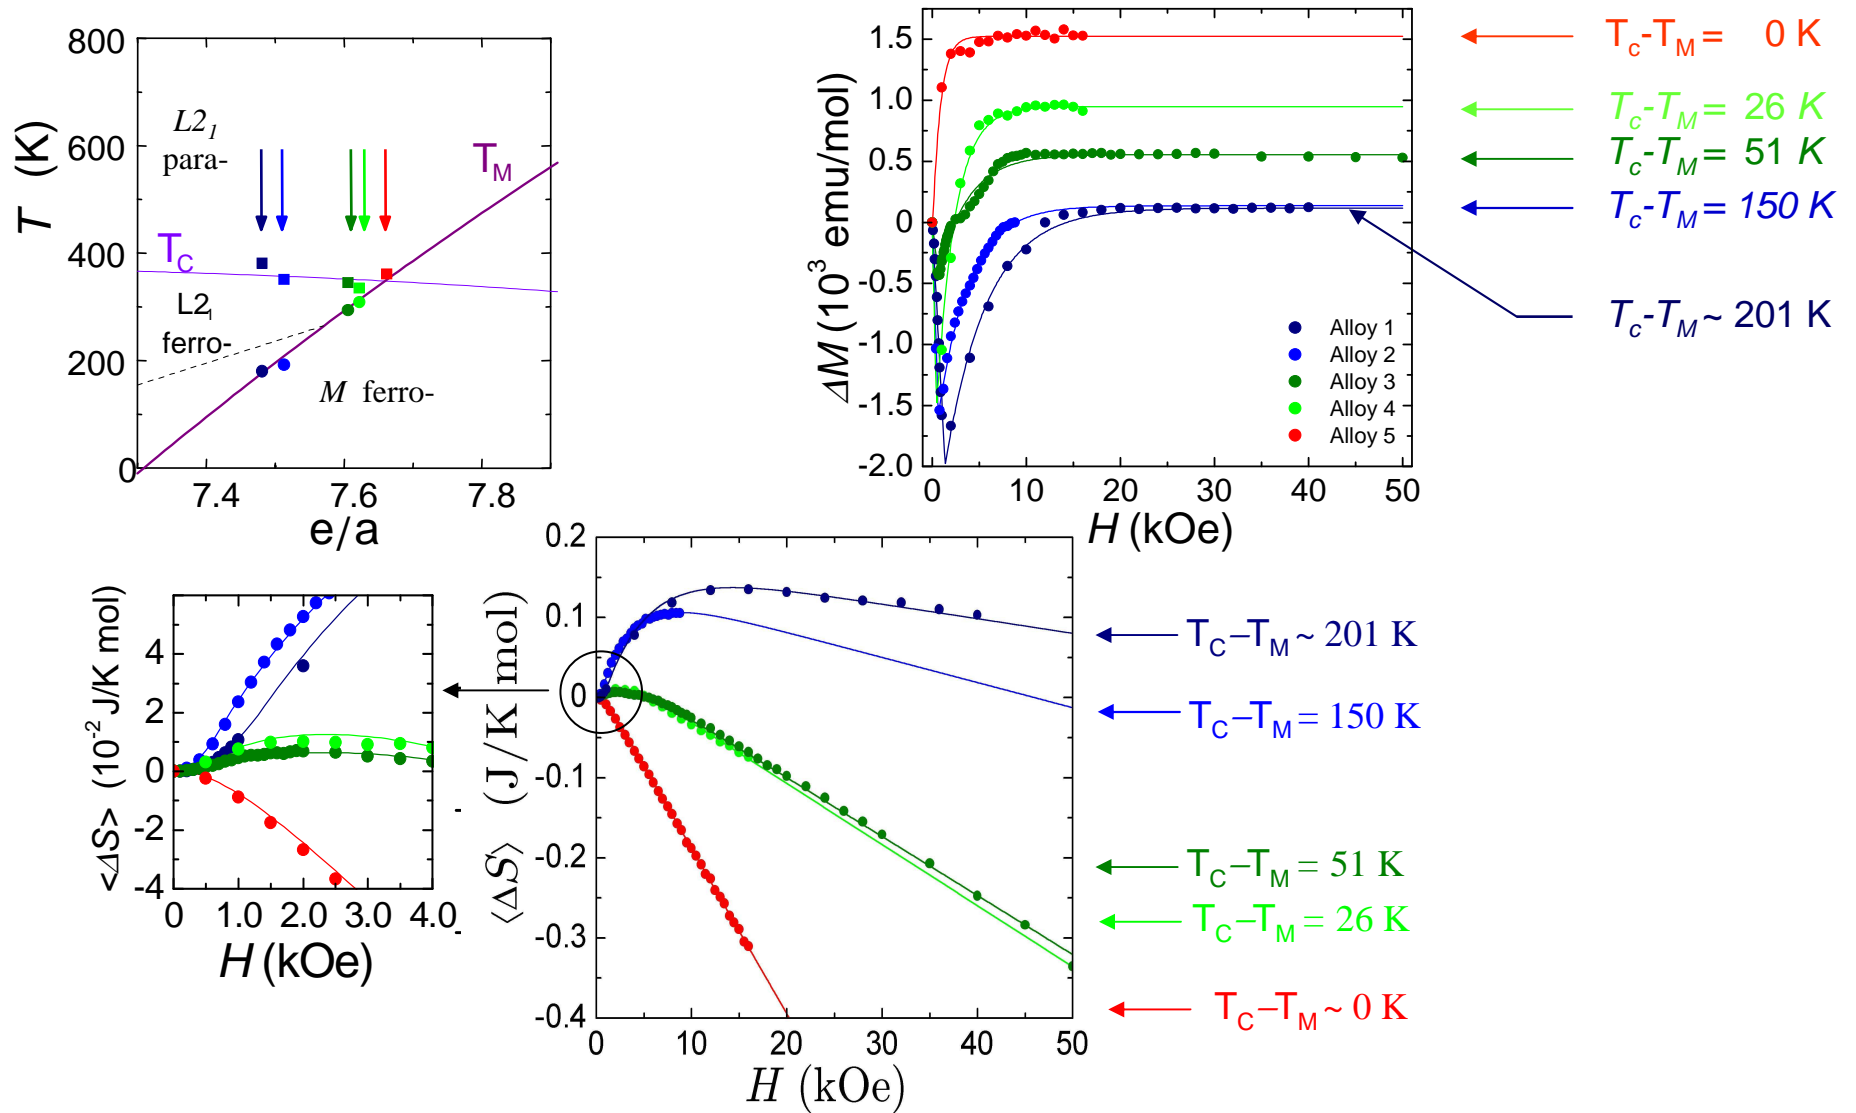 800
600
400
200
0
T (K)
L2₁
para-
T_M
T_C
L2₁
ferro-
M ferro-
7.4
7.6
7.8
e/a
1.5
1.0
0.5
0
-0.5
-1.0
-1.5
-2.0
ΔM (10³ emu/mol)
Alloy 1
Alloy 2
Alloy 3
Alloy 4
Alloy 5
0
10
20
30
40
50
H (kOe)
T_c-T_M = 0 K
T_c-T_M = 26 K
T_c-T_M = 51 K
T_c-T_M = 150 K
T_c-T_M ~ 201 K
4
2
0
-2
-4
<ΔS> (10⁻² J/K mol)
0
1.0
2.0
3.0
4.0
H (kOe)
0.2
0.1
0
-0.1
-0.2
-0.3
-0.4
⟨ΔS⟩ (J/K mol)
0
10
20
30
40
50
H (kOe)
T_C–T_M ~ 201 K
T_C–T_M = 150 K
T_C–T_M = 51 K
T_C–T_M = 26 K
T_C–T_M ~ 0 K